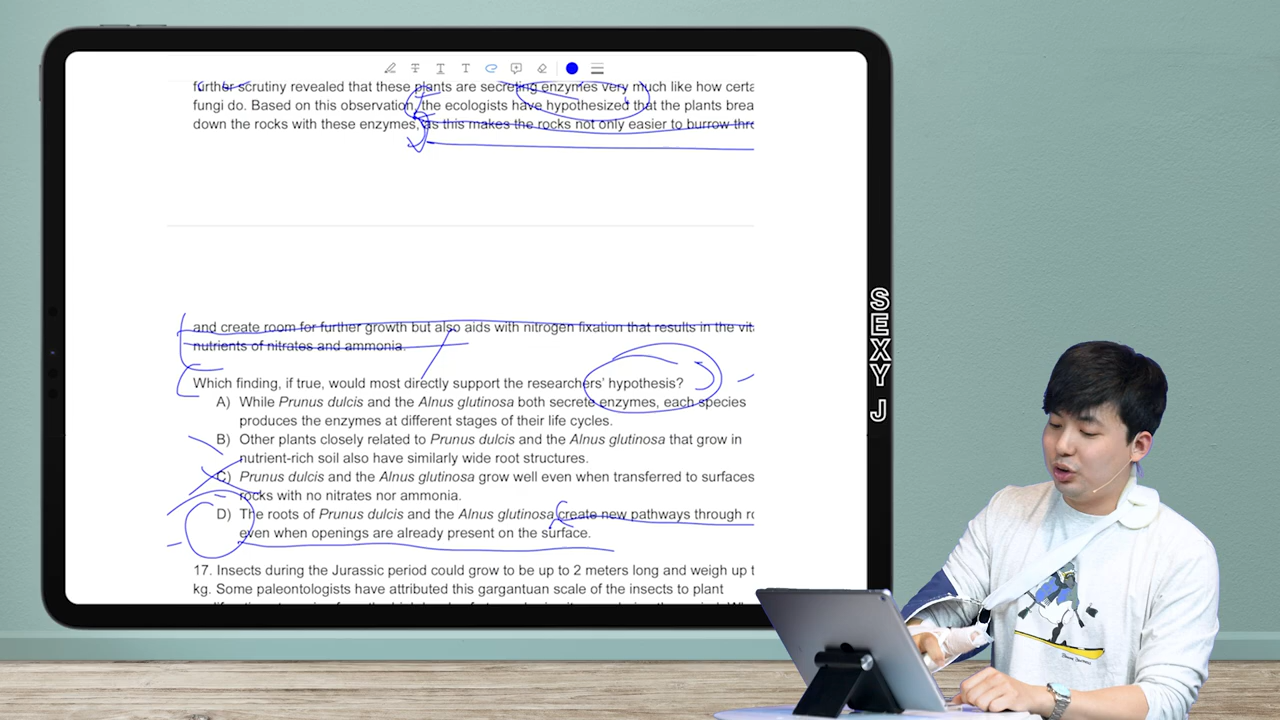 further scrutiny revealed that these plants are secreting enzymes very much like how certa
fungi do. Based on this observation, the ecologists have hypothesized that the plants brea
down the rocks with these enzymes, as this makes the rocks not only easier to burrow thro
and create room for further growth but also aids with nitrogen fixation that results in the vit
nutrients of nitrates and ammonia.
Which finding, if true, would most directly support the researchers' hypothesis?
A) While Prunus dulcis and the Alnus glutinosa both secrete enzymes, each species
produces the enzymes at different stages of their life cycles.
B) Other plants closely related to Prunus dulcis and the Alnus glutinosa that grow in
nutrient-rich soil also have similarly wide root structures.
C) Prunus dulcis and the Alnus glutinosa grow well even when transferred to surfaces
rocks with no nitrates nor ammonia.
D) The roots of Prunus dulcis and the Alnus glutinosa create new pathways through ro
even when openings are already present on the surface.
17. Insects during the Jurassic period could grow to be up to 2 meters long and weigh up t
kg. Some paleontologists have attributed this gargantuan scale of the insects to plant
SEXY J